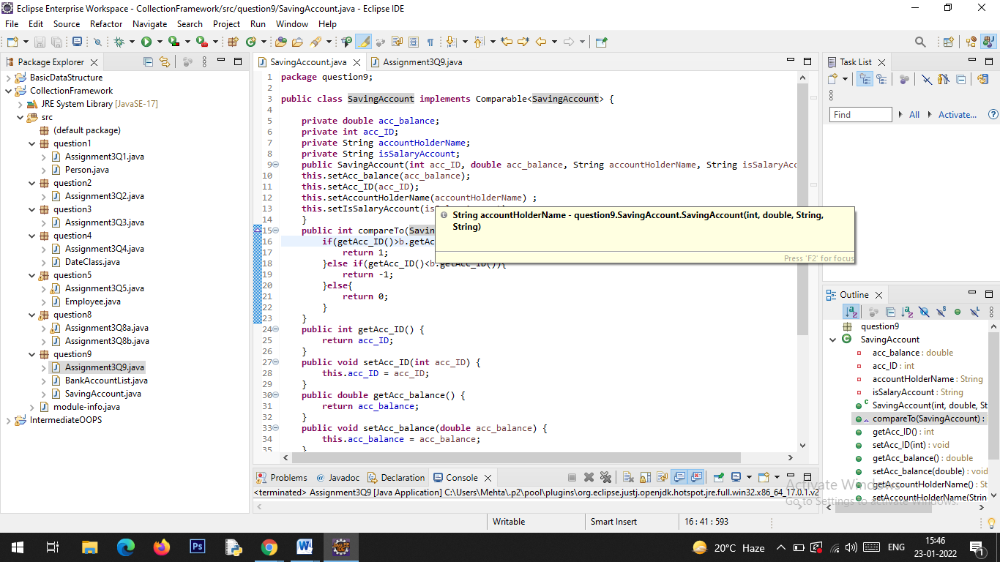 Eclipse Enterprise Workspace - CollectionFramework/src/question9/SavingAccount.java - Eclipse IDE
File Edit Source Refactor Navigate Search Project Run Window Help
Package Explorer
BasicDataStructure
CollectionFramework
JRE System Library [JavaSE-17]
src
(default package)
question1
Assignment3Q1.java
Person.java
question2
Assignment3Q2.java
question3
Assignment3Q3.java
question4
Assignment3Q4.java
DateClass.java
question5
Assignment3Q5.java
Employee.java
question8
Assignment3Q8a.java
Assignment3Q8b.java
question9
Assignment3Q9.java
BankAccountList.java
SavingAccount.java
module-info.java
IntermediateOOPS
SavingAccount.java
Assignment3Q9.java
1 package question9;
2
3 public class SavingAccount implements Comparable<SavingAccount> {
4
5 private double acc_balance;
6 private int acc_ID;
7 private String accountHolderName;
8 private String isSalaryAccount;
9 public SavingAccount(int acc_ID, double acc_balance, String accountHolderName, String isSalaryAcc
10 this.setAcc_balance(acc_balance);
11 this.setAcc_ID(acc_ID);
12 this.setAccountHolderName(accountHolderName) ;
13 this.setIsSalaryAccount(is
14 }
15 public int compareTo(Savin
16 if(getAcc_ID()>b.getAc
17 return 1;
18 }else if(getAcc_ID()<b.getAcc_ID()){
19 return -1;
20 }else{
21 return 0;
22 }
23 }
24 public int getAcc_ID() {
25 return acc_ID;
26 }
27 public void setAcc_ID(int acc_ID) {
28 this.acc_ID = acc_ID;
29 }
30 public double getAcc_balance() {
31 return acc_balance;
32 }
33 public void setAcc_balance(double acc_balance) {
34 this.acc_balance = acc_balance;
35 }
String accountHolderName - question9.SavingAccount.SavingAccount(int, double, String,
String)
Press 'F2' for focus
Problems @ Javadoc Declaration Console
<terminated> Assignment3Q9 [Java Application] C:\Users\Mehta\.p2\pool\plugins\org.eclipse.justj.openjdk.hotspot.jre.full.win32.x86_64_17.0.1.v2
Task List
Find All Activate...
Outline
question9
SavingAccount
acc_balance : double
acc_ID : int
accountHolderName : String
isSalaryAccount : String
SavingAccount(int, double, St
compareTo(SavingAccount) :
getAcc_ID() : int
setAcc_ID(int) : void
getAcc_balance() : double
setAcc_balance(double) : void
getAccountHolderName() : St
setAccountHolderName(Strin
Activate Windows
Go to Settings to activate Windows.
Writable Smart Insert 16 : 41 : 593
20°C Haze ENG 15:46
23-01-2022
1